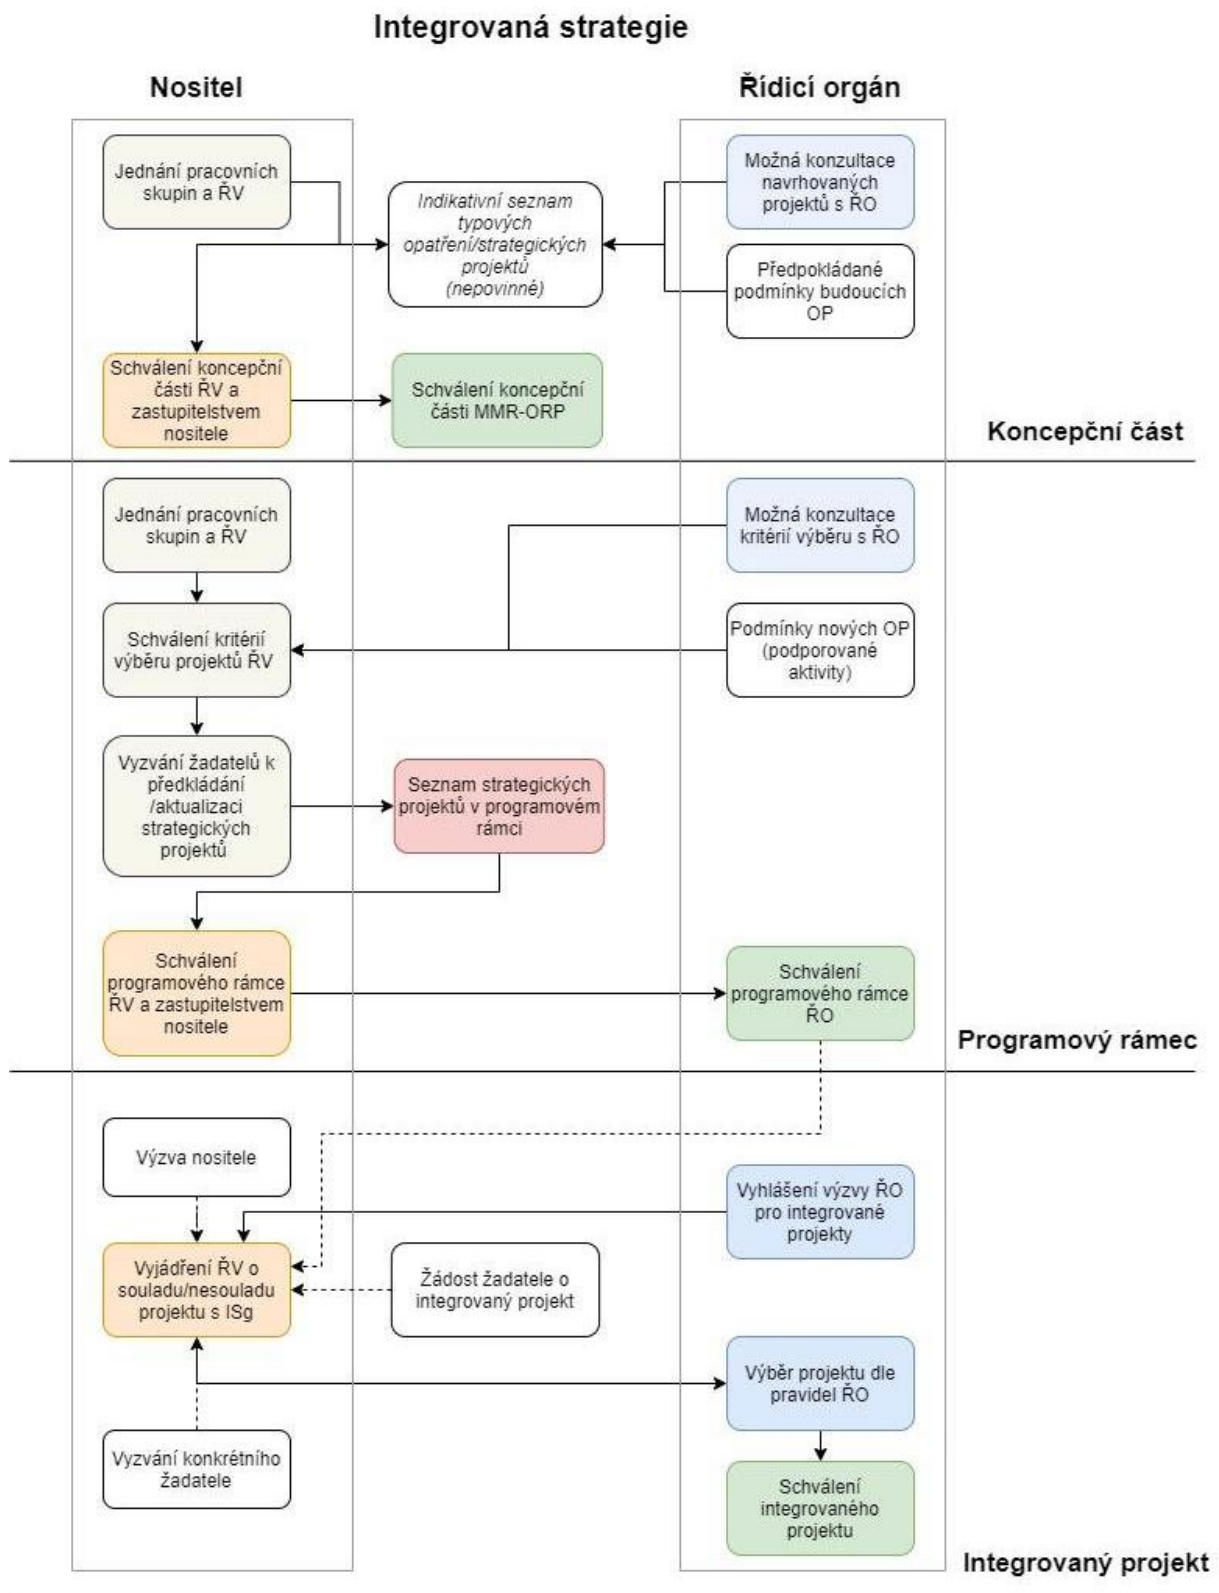 Integrovaná strategie
Nositel
Řídicí orgán
Jednání pracovních
skupin a ŘV
Indikativní seznam
typových
opatření/strategických
projektů
(nepovinné)
Možná konzultace
navrhovaných
projektů s ŘO
Předpokládané
podmínky budoucích
OP
Schválení koncepční
části ŘV a
zastupitelstvem
nositele
Schválení koncepční
části MMR-ORP
Koncepční část
Jednání pracovních
skupin a ŘV
Možná konzultace
kritérií výběru s ŘO
Schválení kritérií
výběru projektů ŘV
Podmínky nových OP
(podporované
aktivity)
Vyzvání žadatelů k
předkládání
/aktualizaci
strategických
projektů
Seznam strategických
projektů v programovém
rámci
Schválení
programového rámce
ŘV a zastupitelstvem
nositele
Schválení
programového rámce
ŘO
Programový rámec
Výzva nositele
Vyhlášení výzvy ŘO
pro integrované
projekty
Vyjádření ŘV o
souladu/nesouladu
projektu s ISg
Žádost žadatele o
integrovaný projekt
Výběr projektu dle
pravidel ŘO
Vyzvání konkrétního
žadatele
Schválení
integrovaného
projektu
Integrovaný projekt